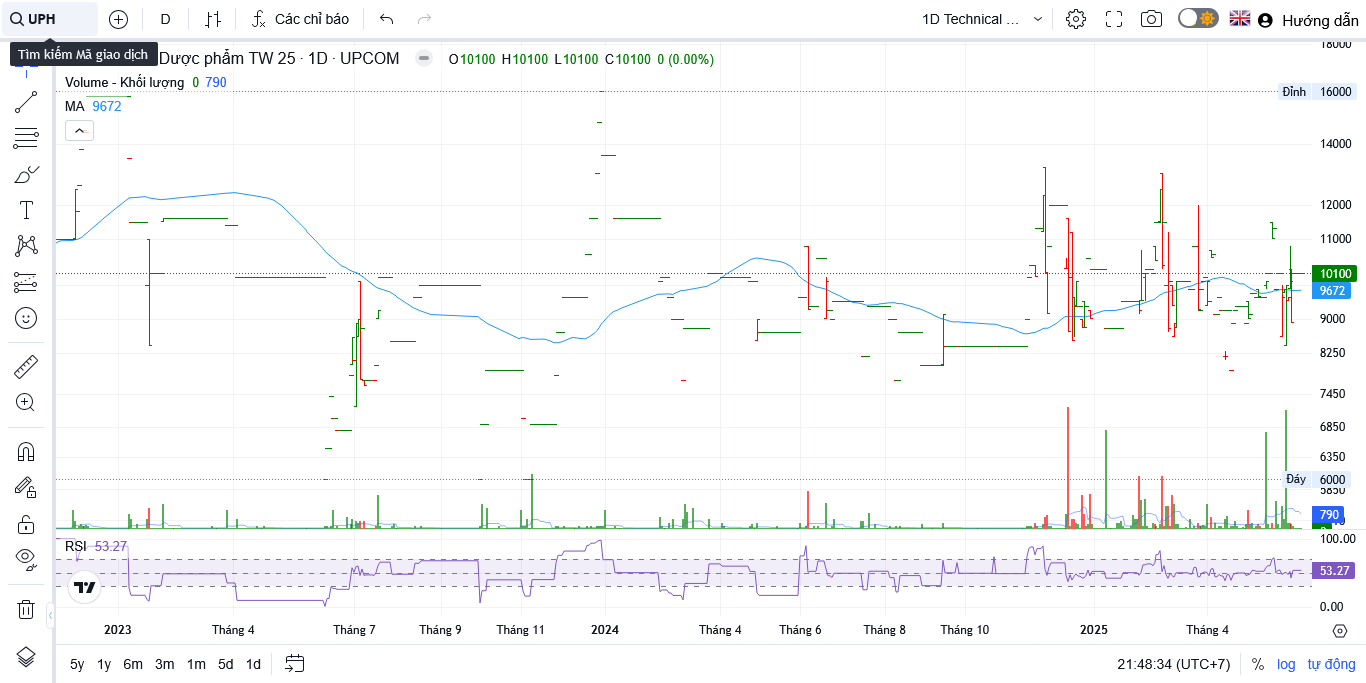 UPH
D
Các chỉ báo
1D Technical ...
Hướng dẫn
Tìm kiếm Mã giao dịch
Dược phẩm TW 25 · 1D · UPCOM
O10100 H10100 L10100 C10100 0 (0.00%)
Volume - Khối lượng 0 790
MA 9672
18000
Đỉnh 16000
14000
12000
11000
10100
9672
9000
8250
7450
6850
6350
Đáy 6000
5850
790
RSI 53.27
100.00
53.27
0.00
2023
Tháng 4
Tháng 7
Tháng 9
Tháng 11
2024
Tháng 4
Tháng 6
Tháng 8
Tháng 10
2025
Tháng 4
5y 1y 6m 3m 1m 5d 1d
21:48:34 (UTC+7)
% log tự động